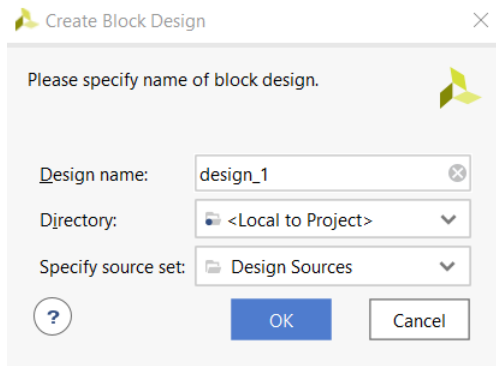 Create Block Design
Please specify name of block design.
Design name: design_1
Directory: <Local to Project>
Specify source set: Design Sources
? OK Cancel